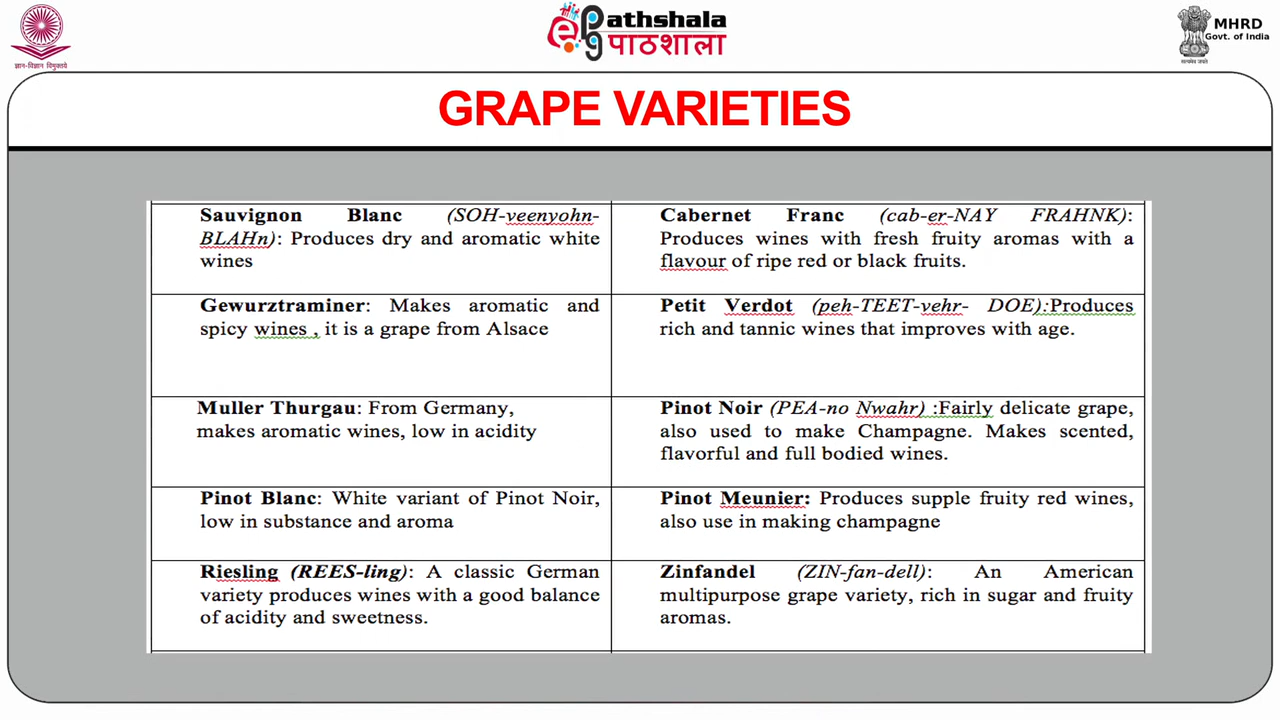 ज्ञान-विज्ञान विमुक्तये
ePathshala
पाठशाला
MHRD
Govt. of India
सत्यमेव जयते
GRAPE VARIETIES
Sauvignon Blanc (SOH-veenyohn-
BLAHn): Produces dry and aromatic white
wines
Cabernet Franc (cab-er-NAY FRAHNK):
Produces wines with fresh fruity aromas with a
flavour of ripe red or black fruits.
Gewurztraminer: Makes aromatic and
spicy wines , it is a grape from Alsace
Petit Verdot (peh-TEET-vehr- DOE):Produces
rich and tannic wines that improves with age.
Muller Thurgau: From Germany,
makes aromatic wines, low in acidity
Pinot Noir (PEA-no Nwahr) :Fairly delicate grape,
also used to make Champagne. Makes scented,
flavorful and full bodied wines.
Pinot Blanc: White variant of Pinot Noir,
low in substance and aroma
Pinot Meunier: Produces supple fruity red wines,
also use in making champagne
Riesling (REES-ling): A classic German
variety produces wines with a good balance
of acidity and sweetness.
Zinfandel (ZIN-fan-dell): An American
multipurpose grape variety, rich in sugar and fruity
aromas.